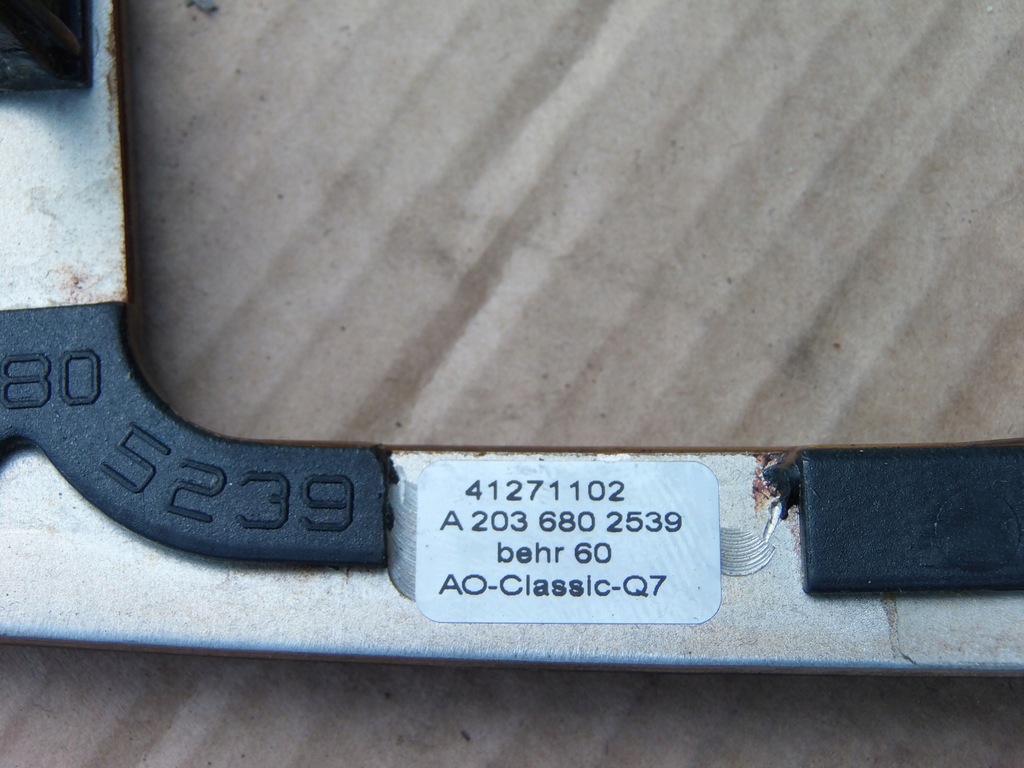 80
5239
41271102
A 203 680 2539
behr 60
AO-Classic-Q7